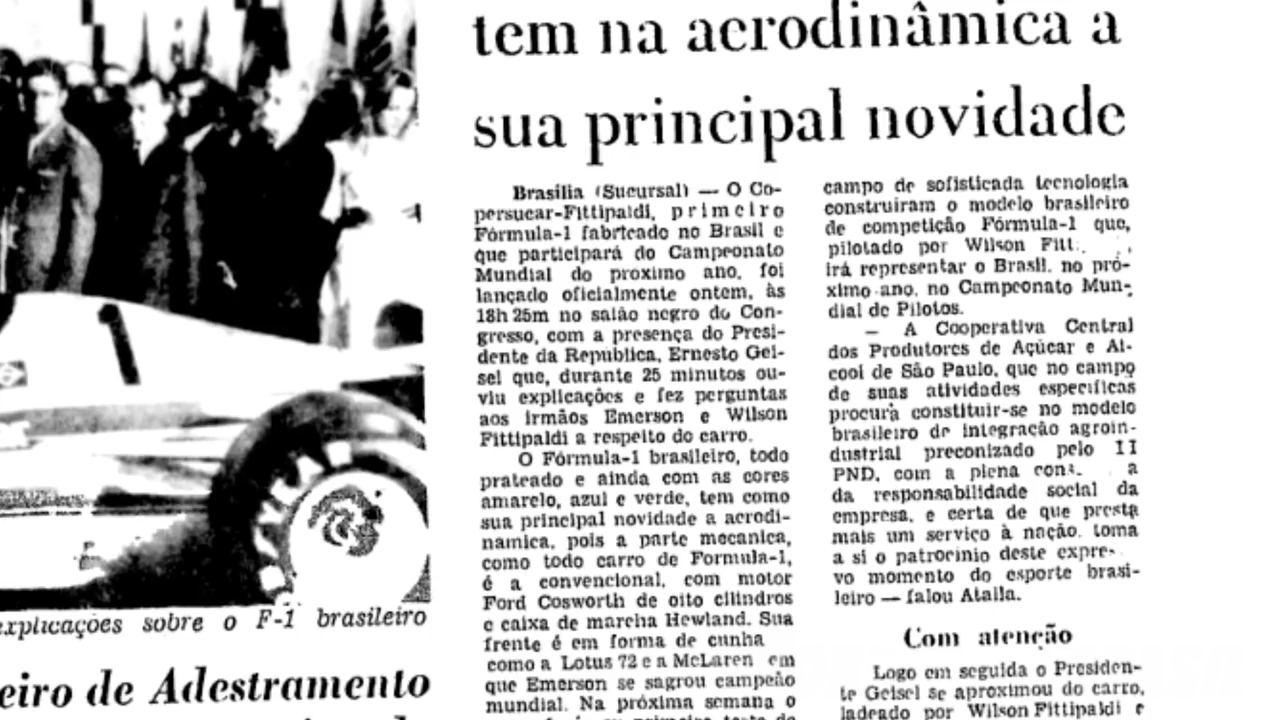 tem na aerodinâmica a
sua principal novidade
Brasilia (Sucursal) — O Co-
persucar-Fittipaldi, primeiro
Fórmula-1 fabricado no Brasil e
que participará do Campeonato
Mundial do proximo ano, foi
lançado oficialmente ontem, às
18h 25m no salão negro do Con-
gresso, com a presença do Presi-
dente da Republica, Ernesto Gei-
sel que, durante 25 minutos ou-
viu explicações e fez perguntas
aos irmãos Emerson e Wilson
Fittipaldi a respeito do carro.
O Fórmula-1 brasileiro, todo
prateado e ainda com as cores
amarelo, azul e verde, tem como
sua principal novidade a aerodi-
namica, pois a parte mecanica,
como todo carro de Formula-1,
é a convencional, com motor
Ford Cosworth de oito cilindros
e caixa de marcha Hewland. Sua
frente é em forma de cunha
como a Lotus 72 e a McLaren em
que Emerson se sagrou campeão
mundial. Na próxima semana o
campo de sofisticada tecnologia
construiram o modelo brasileiro
de competição Fórmula-1 que,
pilotado por Wilson Fitt
irá representar o Brasil, no pró-
ximo ano, no Campeonato Mun-
dial de Pilotos.
— A Cooperativa Central
dos Produtores de Açúcar e Al-
cool de São Paulo, que no campo
de suas atividades especificas
procura constituir-se no modelo
brasileiro de integração agroin-
dustrial preconizado pelo II
PND, com a plena a
da responsabilidade social da
empresa, e certa de que presta
mais um serviço à nação, toma
a si o patrocinio deste expre-
vo momento do esporte brasi-
leiro — falou Atalla.
Com atenção
Logo em seguida o Presiden-
te Geisel se aproximou do carro,
ladeado por Wilson Fittipaldi e
explicações sobre o F-1 brasileiro
eiro de Adestramento